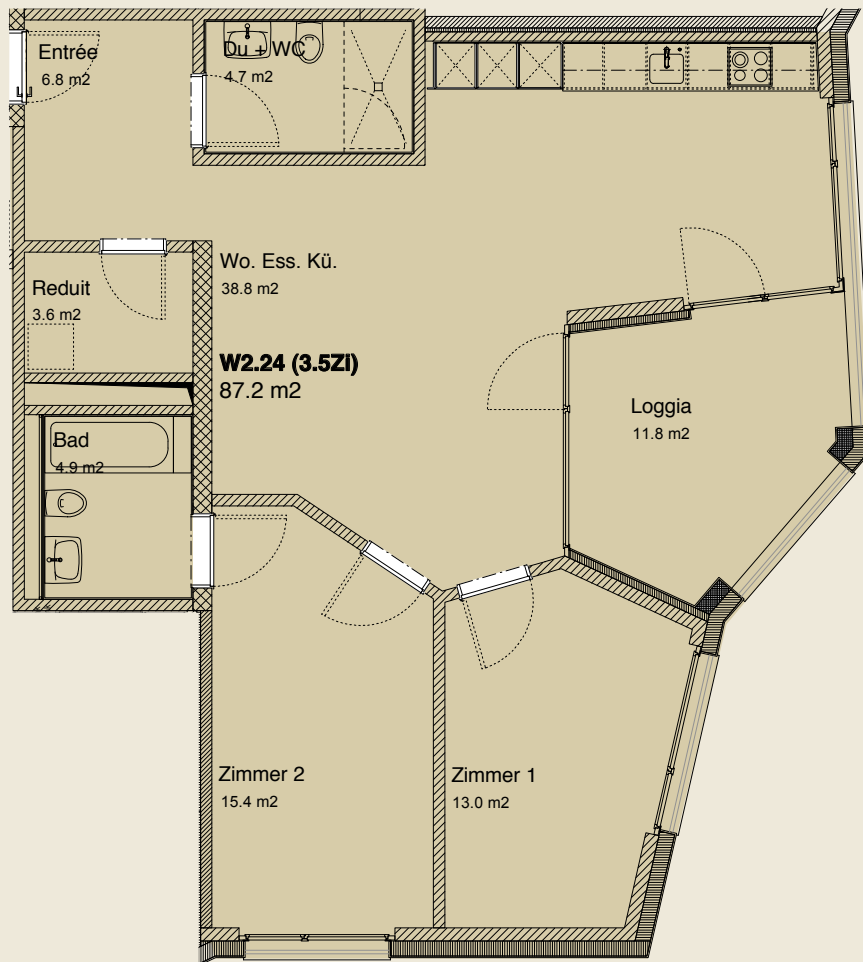 Entrée
6.8 m2
Du + WC
4.7 m2
Wo. Ess. Kü.
38.8 m2
Reduit
3.6 m2
W2.24 (3.5Zi)
87.2 m2
Loggia
11.8 m2
Bad
4.9 m2
Zimmer 2
15.4 m2
Zimmer 1
13.0 m2